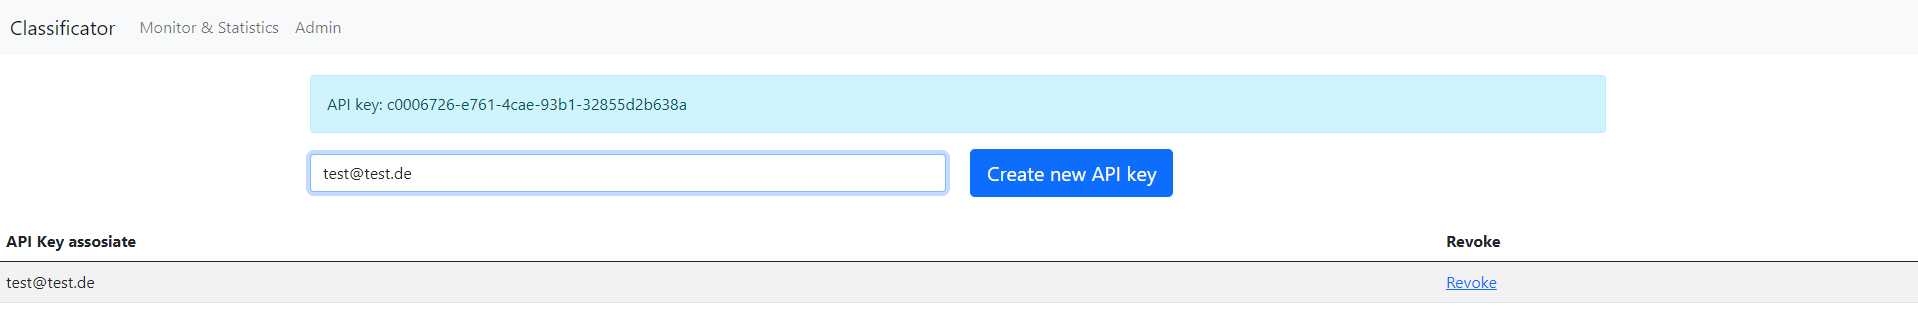 Classificator Monitor & Statistics Admin
API key: c0006726-e761-4cae-93b1-32855d2b638a
test@test.de Create new API key
API Key assosiate Revoke
test@test.de Revoke